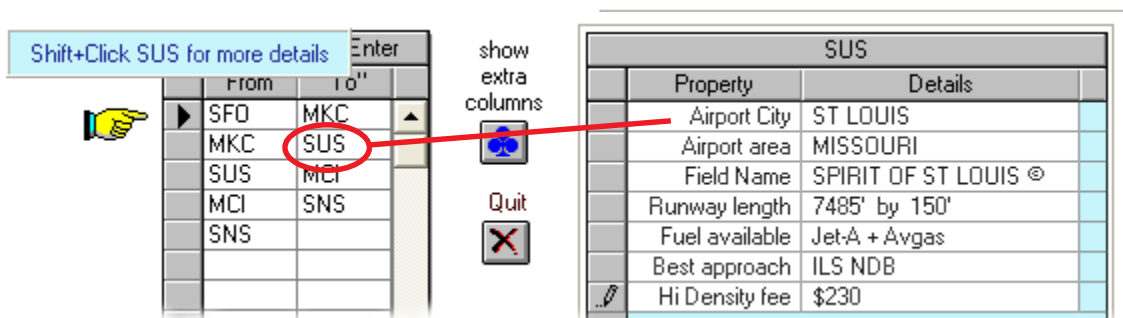 Shift+Click SUS for more details
Enter
From To"
SFO MKC
MKC SUS
SUS MCI
MCI SNS
SNS
show
extra
columns
Quit
SUS
Property Details
Airport City ST LOUIS
Airport area MISSOURI
Field Name SPIRIT OF ST LOUIS ©
Runway length 7485' by 150'
Fuel available Jet-A + Avgas
Best approach ILS NDB
Hi Density fee $230